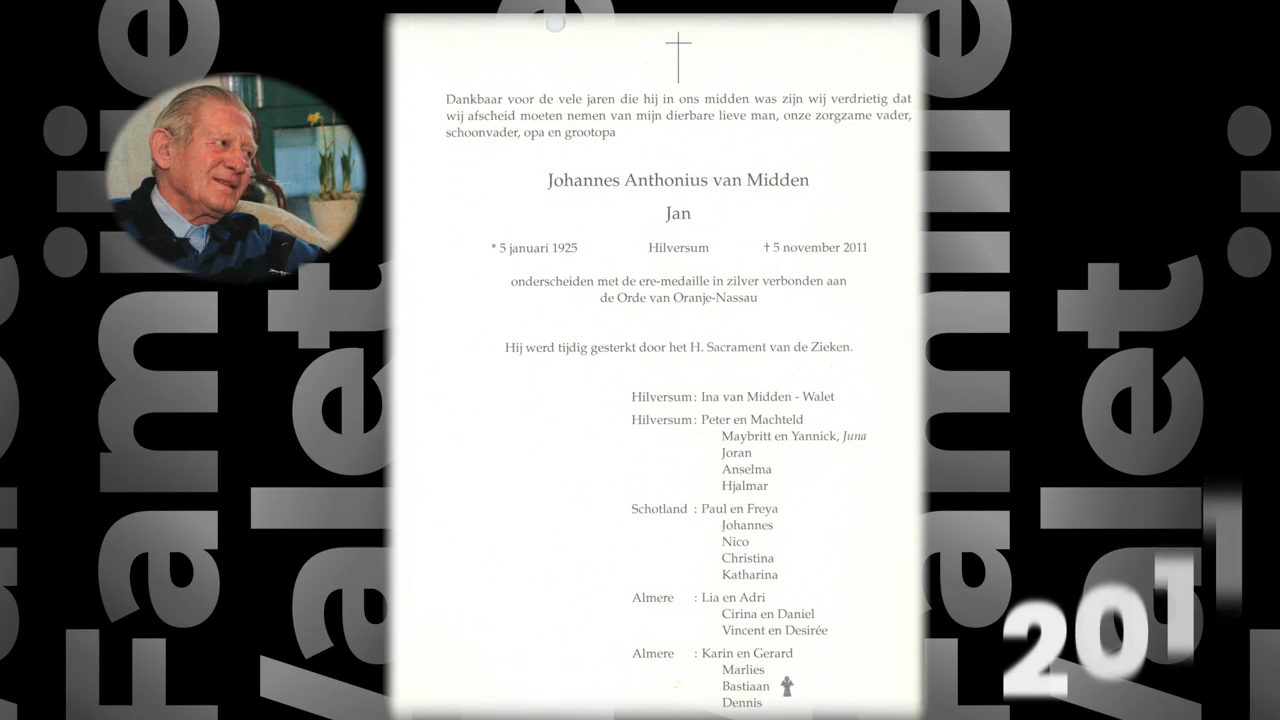 Dankbaar voor de vele jaren die hij in ons midden was zijn wij verdrietig dat
wij afscheid moeten nemen van mijn dierbare lieve man, onze zorgzame vader,
schoonvader, opa en grootopa
Johannes Anthonius van Midden
Jan
* 5 januari 1925 Hilversum † 5 november 2011
onderscheiden met de ere-medaille in zilver verbonden aan
de Orde van Oranje-Nassau
Hij werd tijdig gesterkt door het H. Sacrament van de Zieken.
Hilversum : Ina van Midden - Walet
Hilversum : Peter en Machteld
Maybritt en Yannick, Juna
Joran
Anselma
Hjalmar
Schotland : Paul en Freya
Johannes
Nico
Christina
Katharina
Almere : Lia en Adri
Cirina en Daniel
Vincent en Desirée
Almere : Karin en Gerard
Marlies
Bastiaan
Dennis
Familie
alet
Familie
alet
201